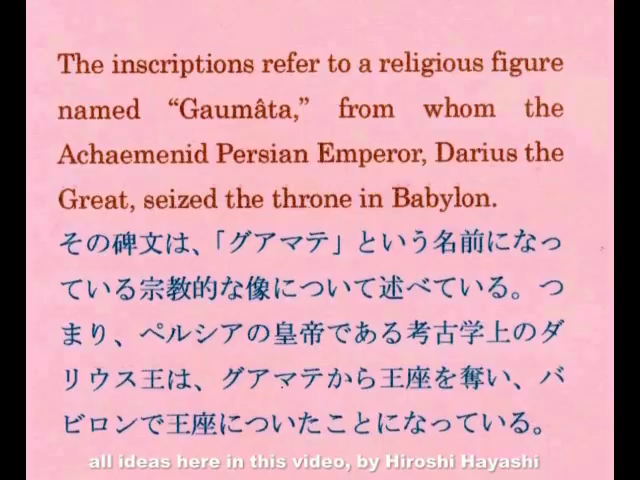 The inscriptions refer to a religious figure
named “Gaumâta,” from whom the
Achaemenid Persian Emperor, Darius the
Great, seized the throne in Babylon.
その碑文は、「グアマテ」という名前になっ
ている宗教的な像について述べている。つ
まり、ペルシアの皇帝である考古学上のダ
リウス王は、グアマテから王座を奪い、バ
ビロンで王座についたことになっている。
all ideas here in this video, by Hiroshi Hayashi